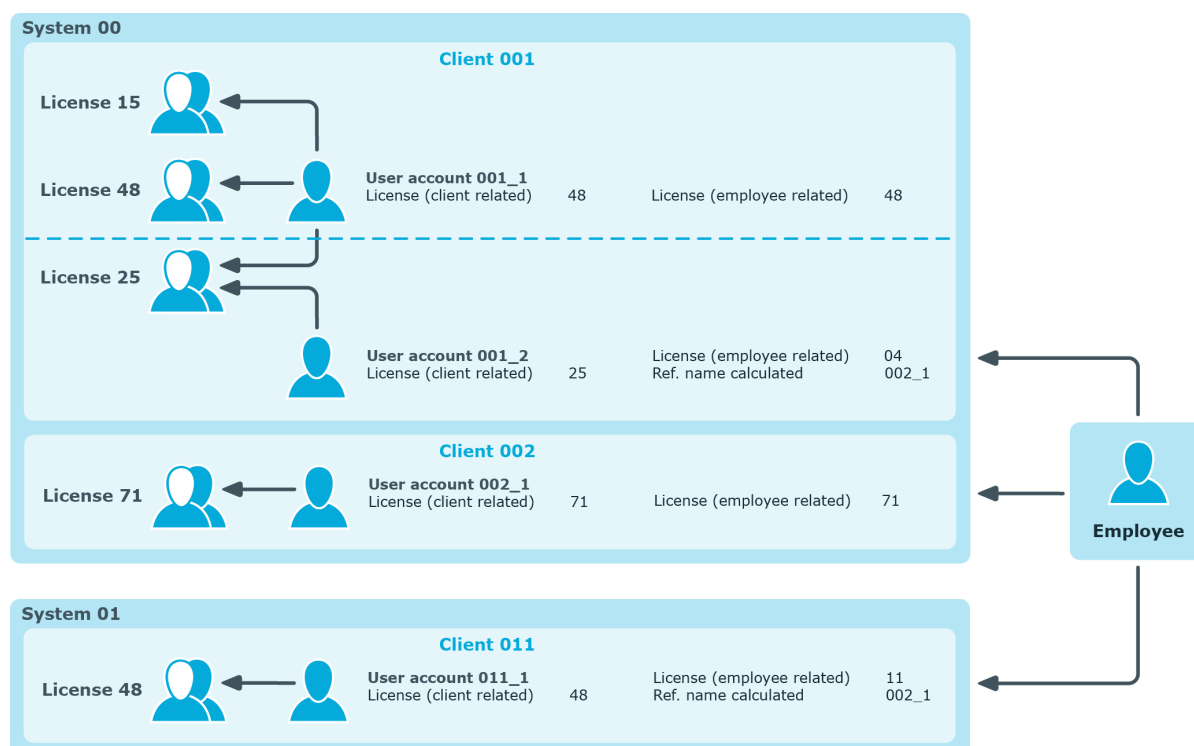 System 00
Client 001
License 15
License 48
User account 001_1
License (client related) 48 License (employee related) 48
License 25
User account 001_2 License (employee related) 04
License (client related) 25 Ref. name calculated 002_1
Client 002
License 71
User account 002_1
License (client related) 71 License (employee related) 71
Employee
System 01
Client 011
License 48
User account 011_1 License (employee related) 11
License (client related) 48 Ref. name calculated 002_1